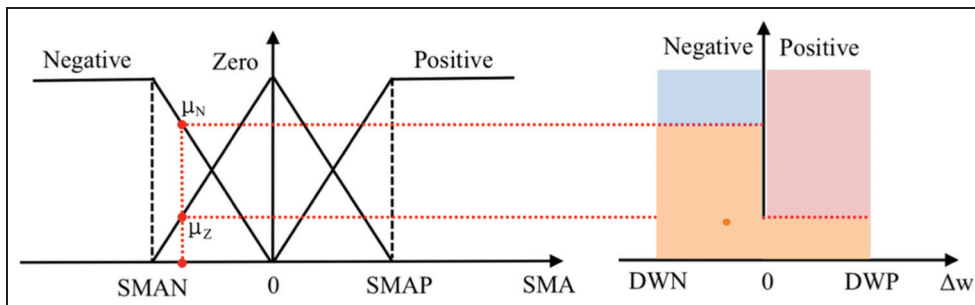 Negative Zero Positive
μN
μZ
SMAN 0 SMAP SMA
Negative Positive
DWN 0 DWP Δw